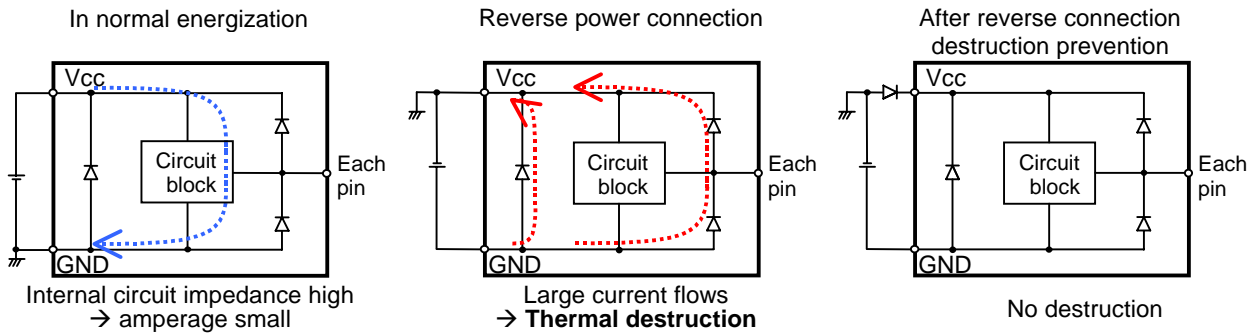 In normal energization
Vcc
Circuit
block
Each
pin
GND
Internal circuit impedance high
→ amperage small
Reverse power connection
Vcc
Circuit
block
Each
pin
GND
Large current flows
→ Thermal destruction
After reverse connection
destruction prevention
Vcc
Circuit
block
Each
pin
GND
No destruction